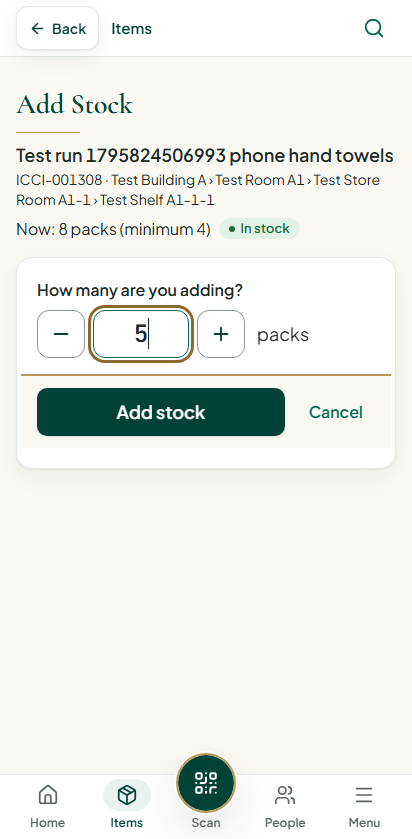 Back
Items
Add Stock
Test run 1795824506993 phone hand towels
ICCI-001308 · Test Building A › Test Room A1 › Test Store
Room A1-1 › Test Shelf A1-1-1
Now: 8 packs (minimum 4)
In stock
How many are you adding?
− 5 + packs
Add stock
Cancel
Home
Items
Scan
People
Menu